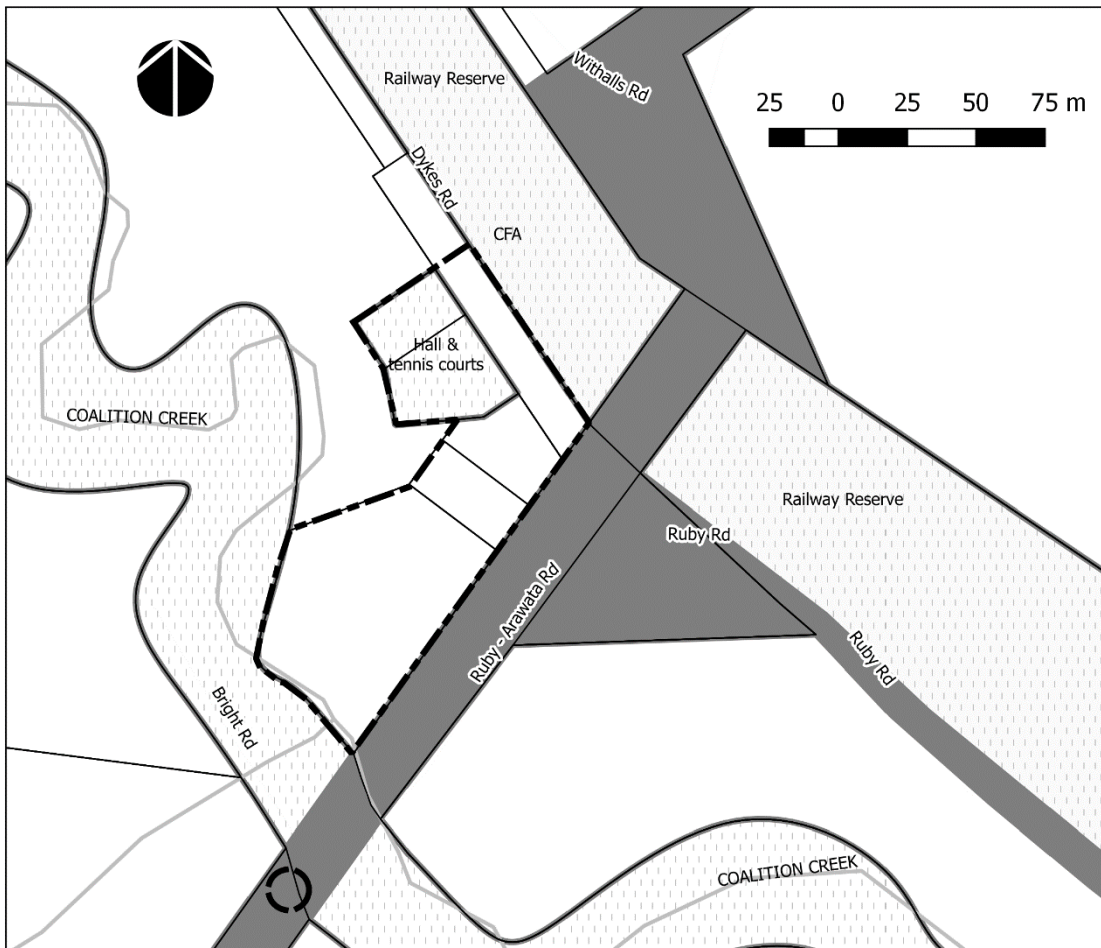 Railway Reserve
Withalls Rd
25 0 25 50 75 m
Dykes Rd
CFA
Hall &
tennis courts
COALITION CREEK
Railway Reserve
Ruby Rd
Ruby - Arawata Rd
Ruby Rd
Bright Rd
COALITION CREEK